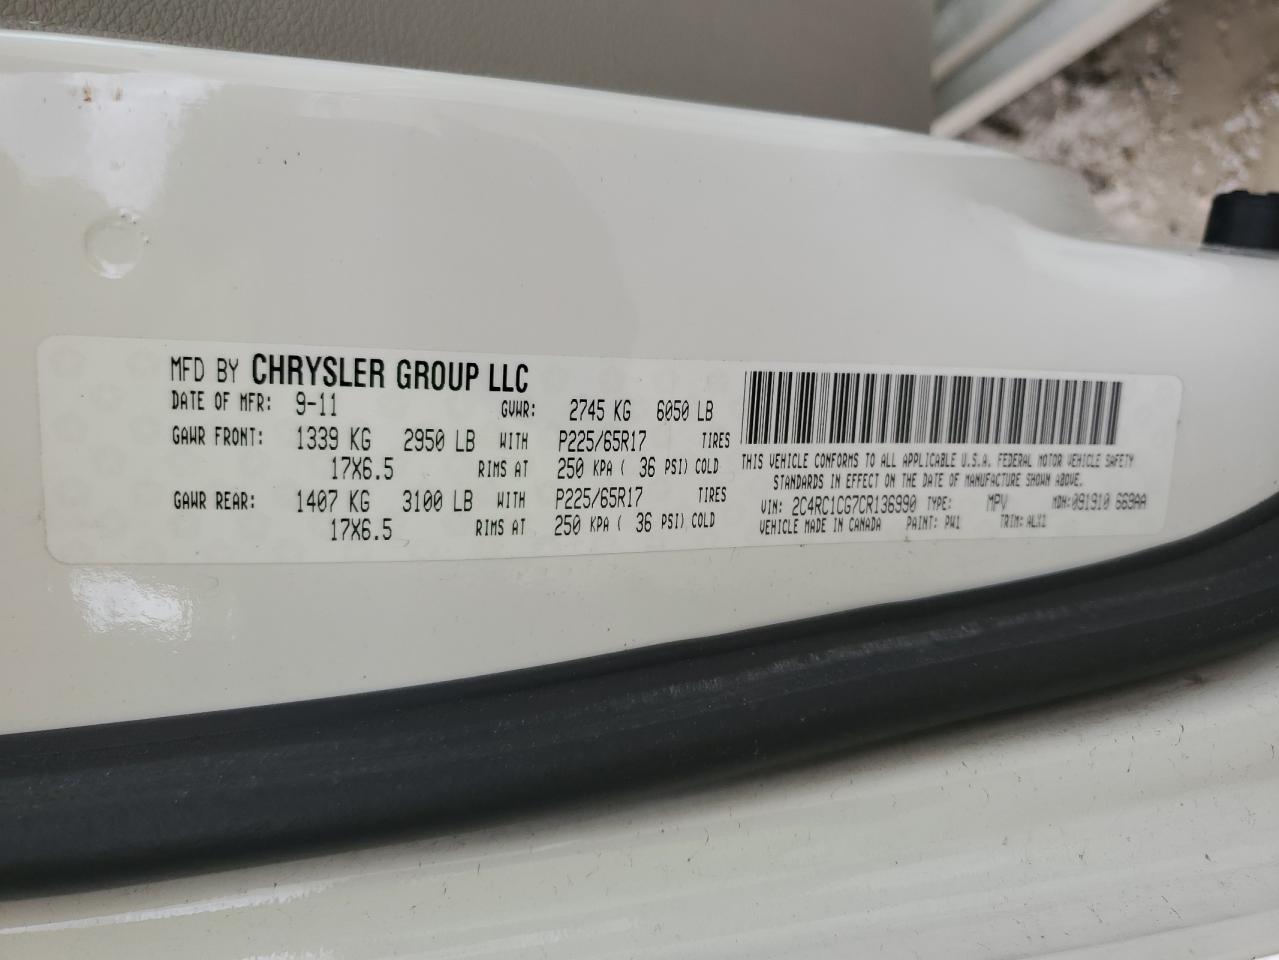 MFD BY CHRYSLER GROUP LLC
DATE OF MFR: 9-11 GVWR: 2745 KG 6050 LB
GAWR FRONT: 1339 KG 2950 LB WITH P225/65R17 TIRES
17X6.5 RIMS AT 250 KPA ( 36 PSI) COLD
GAWR REAR: 1407 KG 3100 LB WITH P225/65R17 TIRES
17X6.5 RIMS AT 250 KPA ( 36 PSI) COLD
THIS VEHICLE CONFORMS TO ALL APPLICABLE U.S.A. FEDERAL MOTOR VEHICLE SAFETY
STANDARDS IN EFFECT ON THE DATE OF MANUFACTURE SHOWN ABOVE.
VIN: 2C4RC1CG7CR136990 TYPE: MPV MDH:091910 669AA
VEHICLE MADE IN CANADA PAINT: PW1 TRIM: